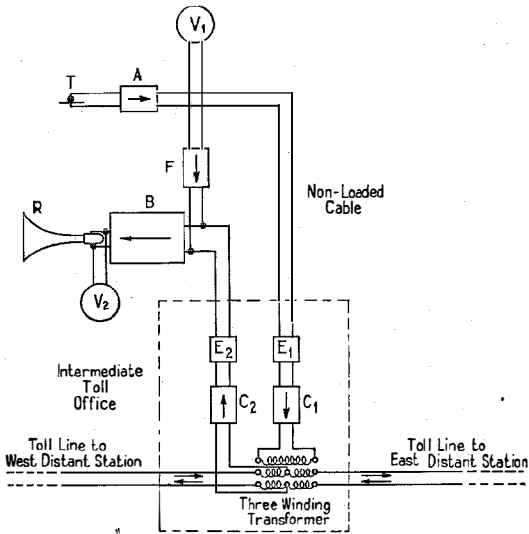 V1
T
A
F
Non-Loaded
Cable
R
B
V2
E2
E1
Intermediate
Toll
Office
C2
C1
Toll Line to
West Distant Station
Toll Line to
East Distant Station
Three Winding
Transformer